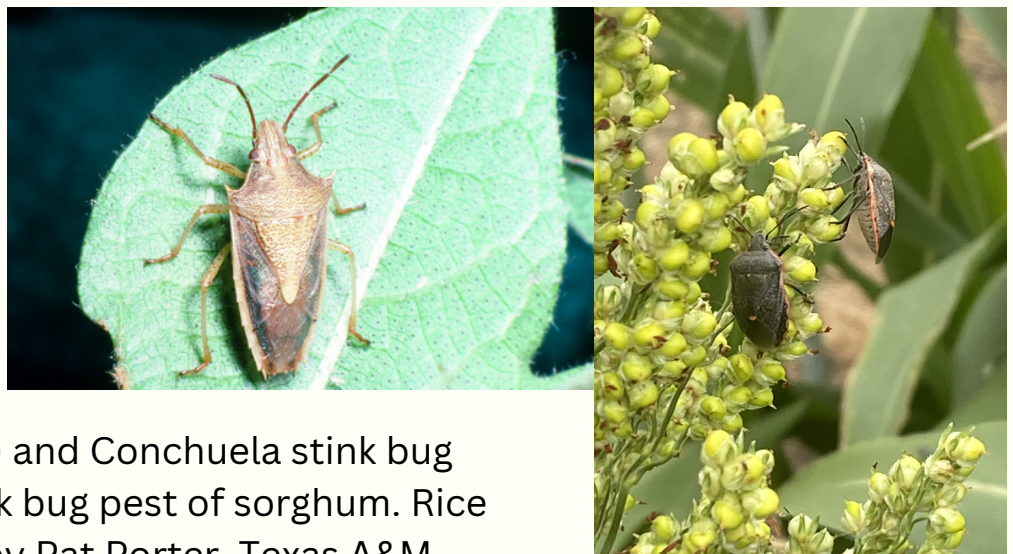 and Conchuela stink bug
bug pest of sorghum. Rice
Pat Porter, Texas A&M